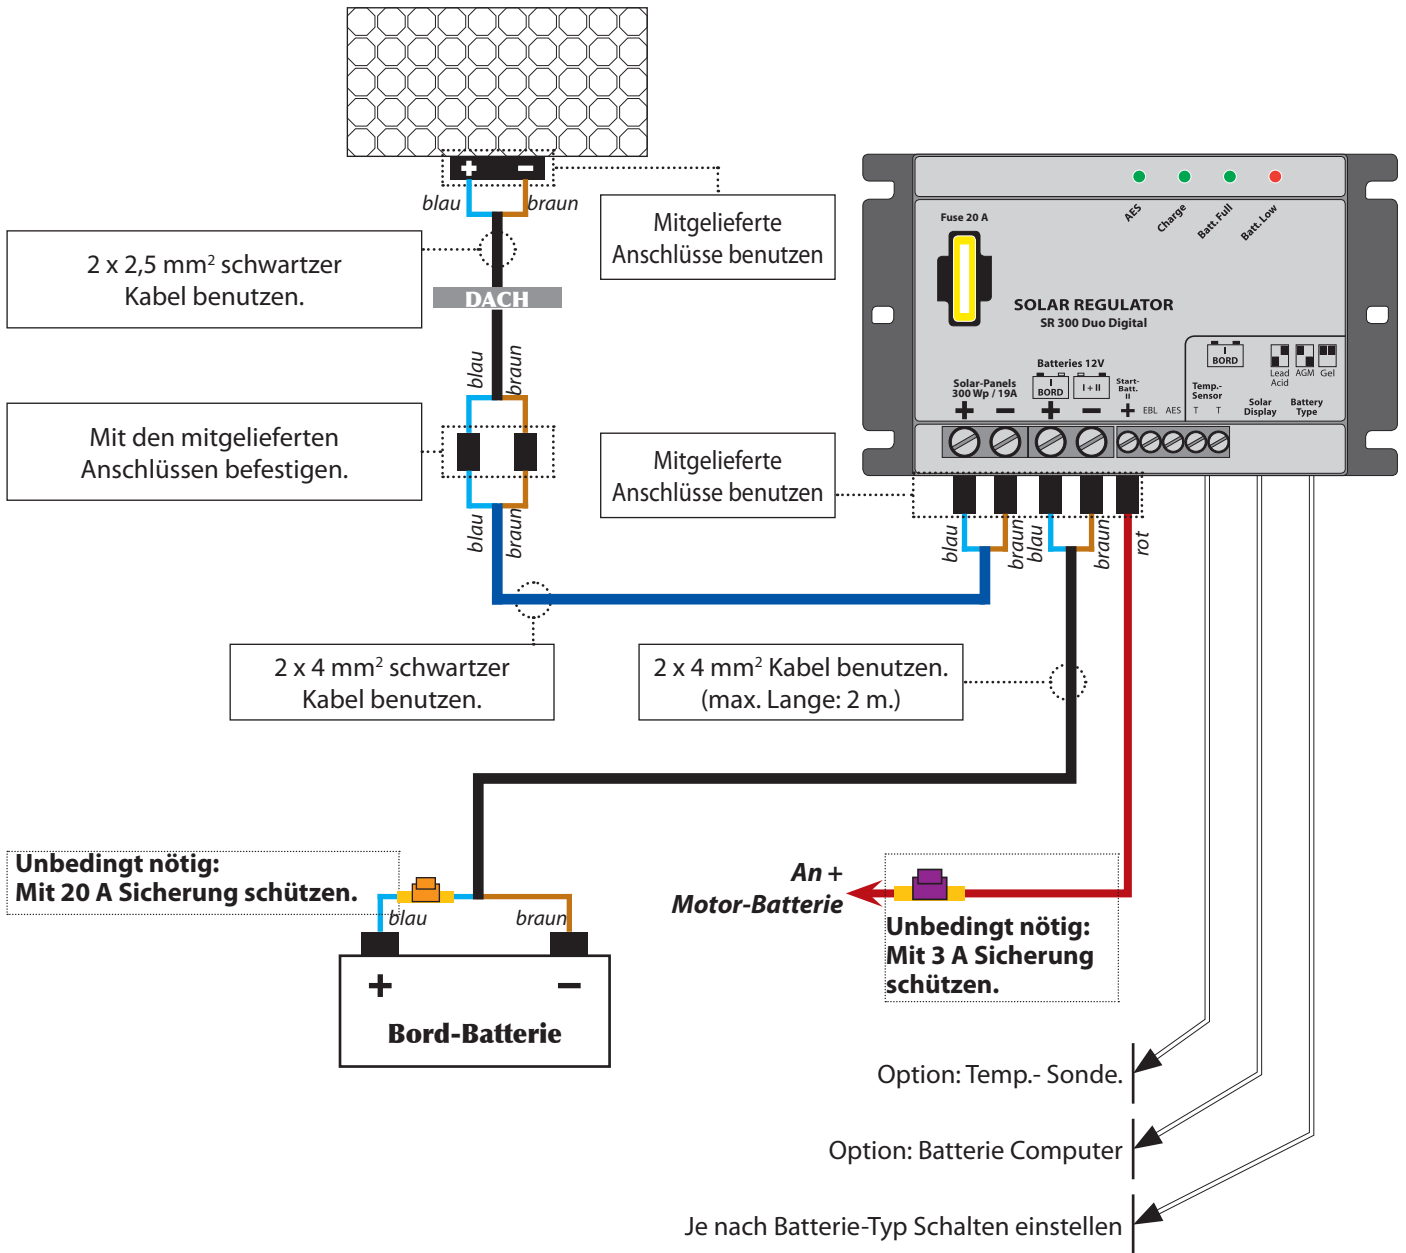 + −
blau braun
Mitgelieferte
Anschlüsse benutzen
2 x 2,5 mm² schwartzer
Kabel benutzen.
DACH
blau
braun
Mit den mitgelieferten
Anschlüssen befestigen.
blau
braun
Mitgelieferte
Anschlüsse benutzen
AES
Charge
Batt. Full
Batt. Low
Fuse 20 A
SOLAR REGULATOR
SR 300 Duo Digital
Batteries 12V
Solar-Panels
300 Wp / 19A
I
BORD
I + II
Start-
Batt.
II
+ − + − + EBL AES T T
Temp.-
Sensor
I
BORD
Lead
Acid
AGM
Gel
Solar
Display
Battery
Type
blau
braun
blau
braun
rot
2 x 4 mm² schwartzer
Kabel benutzen.
2 x 4 mm² Kabel benutzen.
(max. Lange: 2 m.)
Unbedingt nötig:
Mit 20 A Sicherung schützen.
blau
braun
+ −
Bord-Batterie
An +
Motor-Batterie
Unbedingt nötig:
Mit 3 A Sicherung
schützen.
Option: Temp.- Sonde.
Option: Batterie Computer
Je nach Batterie-Typ Schalten einstellen